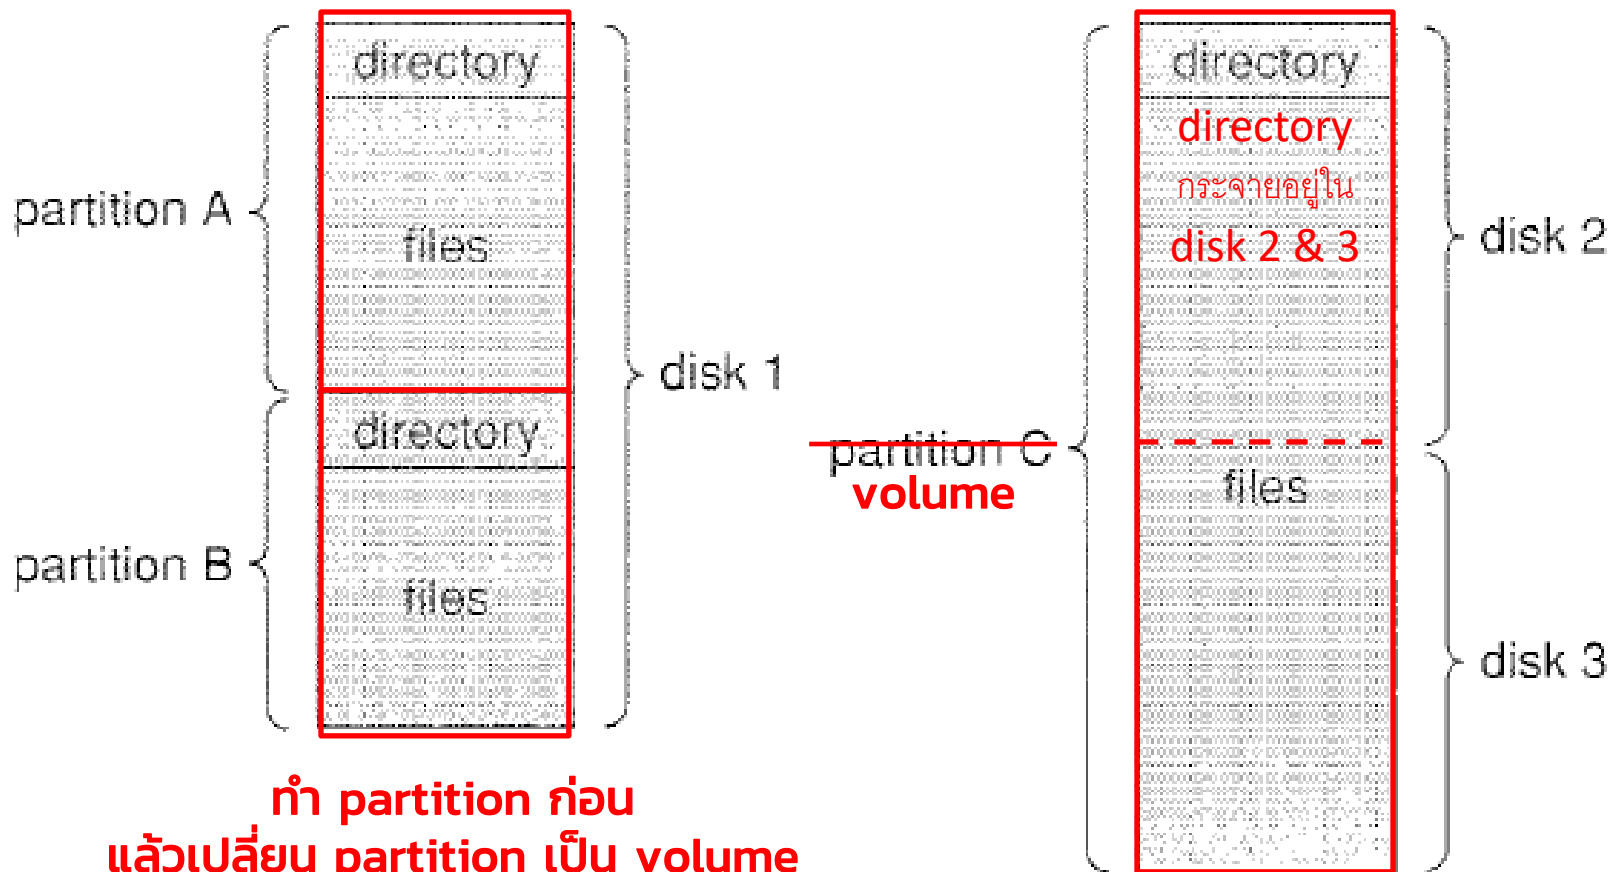 partition A
directory
files
partition B
directory
files
disk 1
ทำ partition ก่อน
แล้วเปลี่ยน partition เป็น volume
partition C
volume
directory
directory
กระจายอยู่ใน
disk 2 & 3
files
disk 2
disk 3